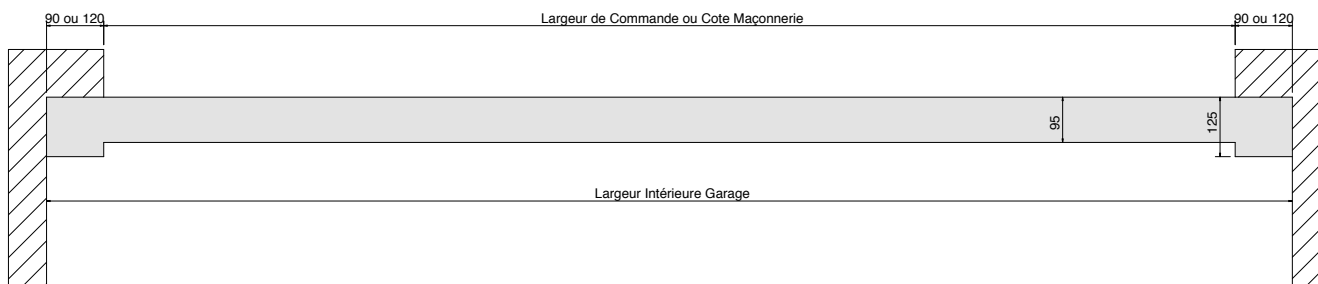 90 ou 120
Largeur de Commande ou Cote Maçonnerie
90 ou 120
95
125
Largeur Intérieure Garage